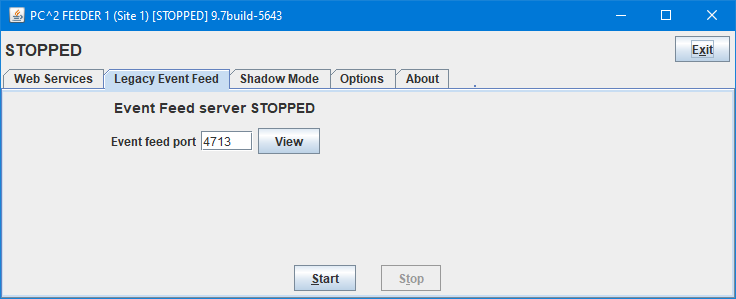 PC^2 FEEDER 1 (Site 1) [STOPPED] 9.7build-5643
STOPPED
Exit
Web Services Legacy Event Feed Shadow Mode Options About
Event Feed server STOPPED
Event feed port 4713 View
Start Stop